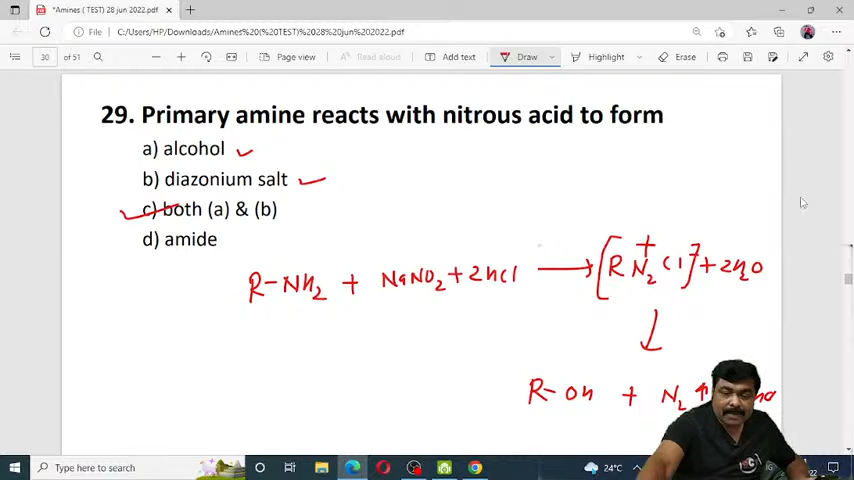 *Amines ( TEST) 28 jun 2022.pdf
File C:/Users/HP/Downloads/Amines%20(%20TEST)%2028%20jun%202022.pdf
30 of 51 Page view Read aloud Add text Draw Highlight Erase
29. Primary amine reacts with nitrous acid to form
a) alcohol
b) diazonium salt
c) both (a) & (b)
d) amide
R-NH2 + NaNO2 + 2HCl → [R N2+ Cl] + 2H2O
R-OH + N2 ↑
Type here to search 24°C